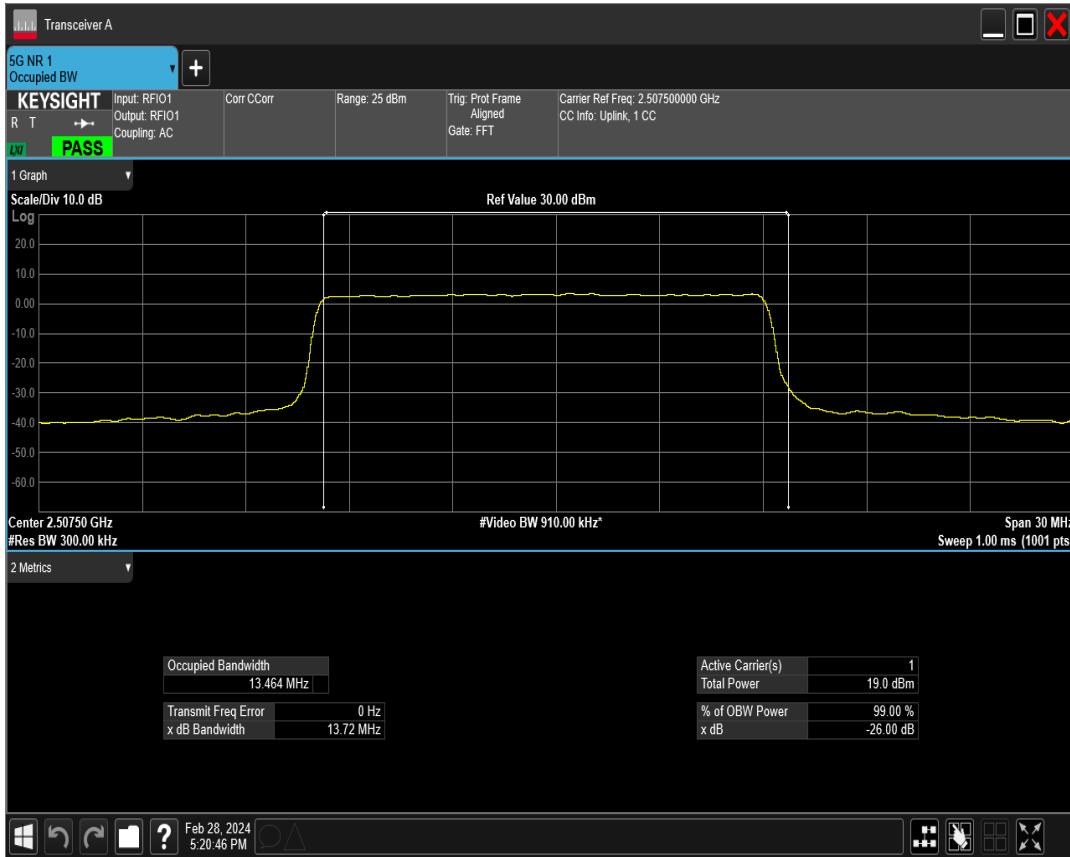 Transceiver A
5G NR 1
Occupied BW
KEYSIGHT
R T
LXI
PASS
Input: RFIO1
Output: RFIO1
Coupling: AC
Corr CCorr
Range: 25 dBm
Trig: Prot Frame
Aligned
Gate: FFT
Carrier Ref Freq: 2.507500000 GHz
CC Info: Uplink, 1 CC
1 Graph
Scale/Div 10.0 dB
Ref Value 30.00 dBm
Log
20.0
10.0
0.00
-10.0
-20.0
-30.0
-40.0
-50.0
-60.0
Center 2.50750 GHz
#Video BW 910.00 kHz*
Span 30 MHz
#Res BW 300.00 kHz
Sweep 1.00 ms (1001 pts
2 Metrics
Occupied Bandwidth
13.464 MHz
Transmit Freq Error 0 Hz
x dB Bandwidth 13.72 MHz
Active Carrier(s) 1
Total Power 19.0 dBm
% of OBW Power 99.00 %
x dB -26.00 dB
?
Feb 28, 2024
5:20:46 PM